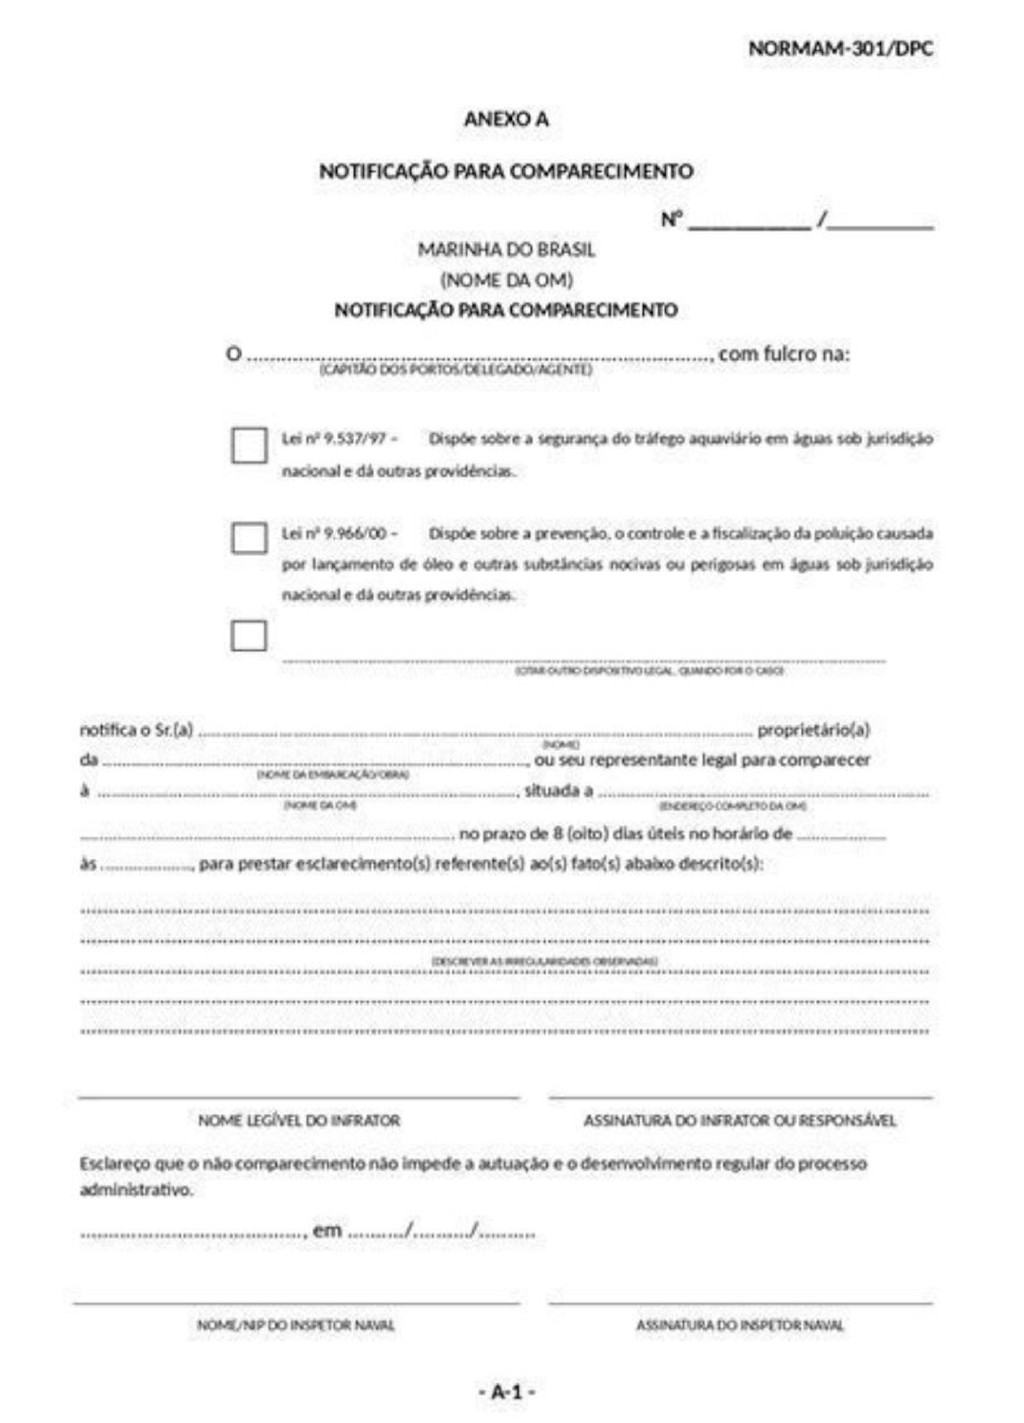 NORMAM-301/DPC
ANEXO A
NOTIFICAÇÃO PARA COMPARECIMENTO
Nº __________ /__________
MARINHA DO BRASIL
(NOME DA OM)
NOTIFICAÇÃO PARA COMPARECIMENTO
O ................................................................................, com fulcro na:
(CAPITÃO DOS PORTOS/DELEGADO/AGENTE)
Lei nº 9.537/97 – Dispõe sobre a segurança do tráfego aquaviário em águas sob jurisdição
nacional e dá outras providências.
Lei nº 9.966/00 – Dispõe sobre a prevenção, o controle e a fiscalização da poluição causada
por lançamento de óleo e outras substâncias nocivas ou perigosas em águas sob jurisdição
nacional e dá outras providências.
(CITAR OUTRO DISPOSITIVO LEGAL, QUANDO FOR O CASO)
notifica o Sr.(a) ................................................................................ proprietário(a)
(NOME)
da ................................................................................, ou seu representante legal para comparecer
(NOME DA EMBARCAÇÃO/OBRA)
à ................................................................................, situada a ............................................................
(NOME DA OM) (ENDEREÇO COMPLETO DA OM)
................................................................................ no prazo de 8 (oito) dias úteis no horário de ....................
às ...................., para prestar esclarecimento(s) referente(s) ao(s) fato(s) abaixo descrito(s):
(DESCREVER AS IRREGULARIDADES OBSERVADAS)
NOME LEGÍVEL DO INFRATOR ASSINATURA DO INFRATOR OU RESPONSÁVEL
Esclareço que o não comparecimento não impede a autuação e o desenvolvimento regular do processo
administrativo.
........................................, em ........../........../..........
NOME/NIP DO INSPETOR NAVAL ASSINATURA DO INSPETOR NAVAL
- A-1 -